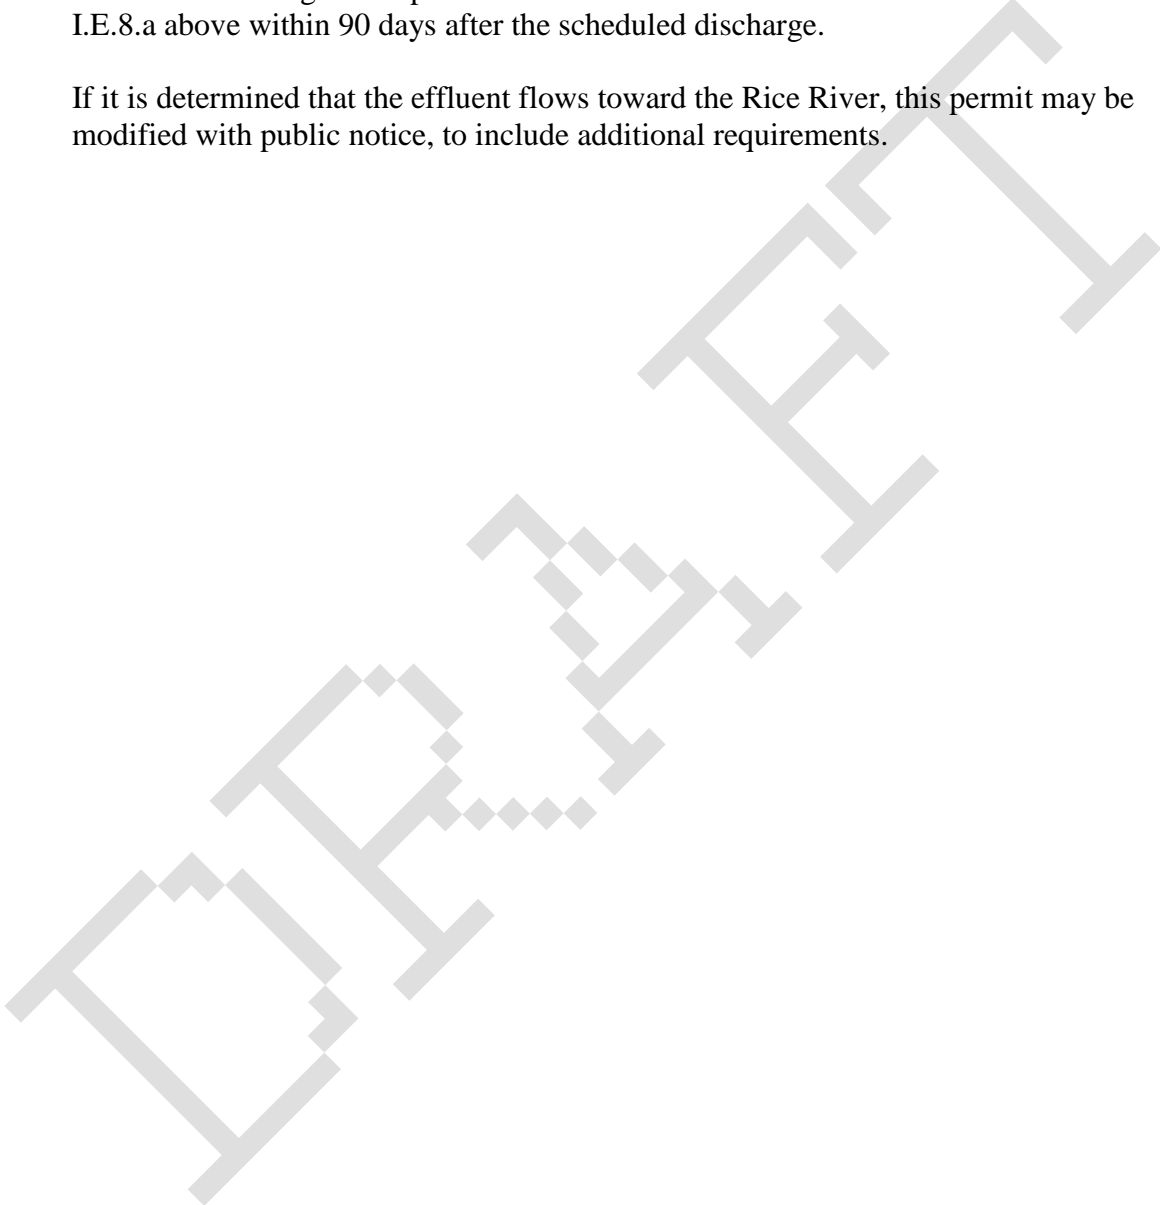 I.E.8.a above within 90 days after the scheduled discharge.
If it is determined that the effluent flows toward the Rice River, this permit may be
modified with public notice, to include additional requirements.
DRAFT